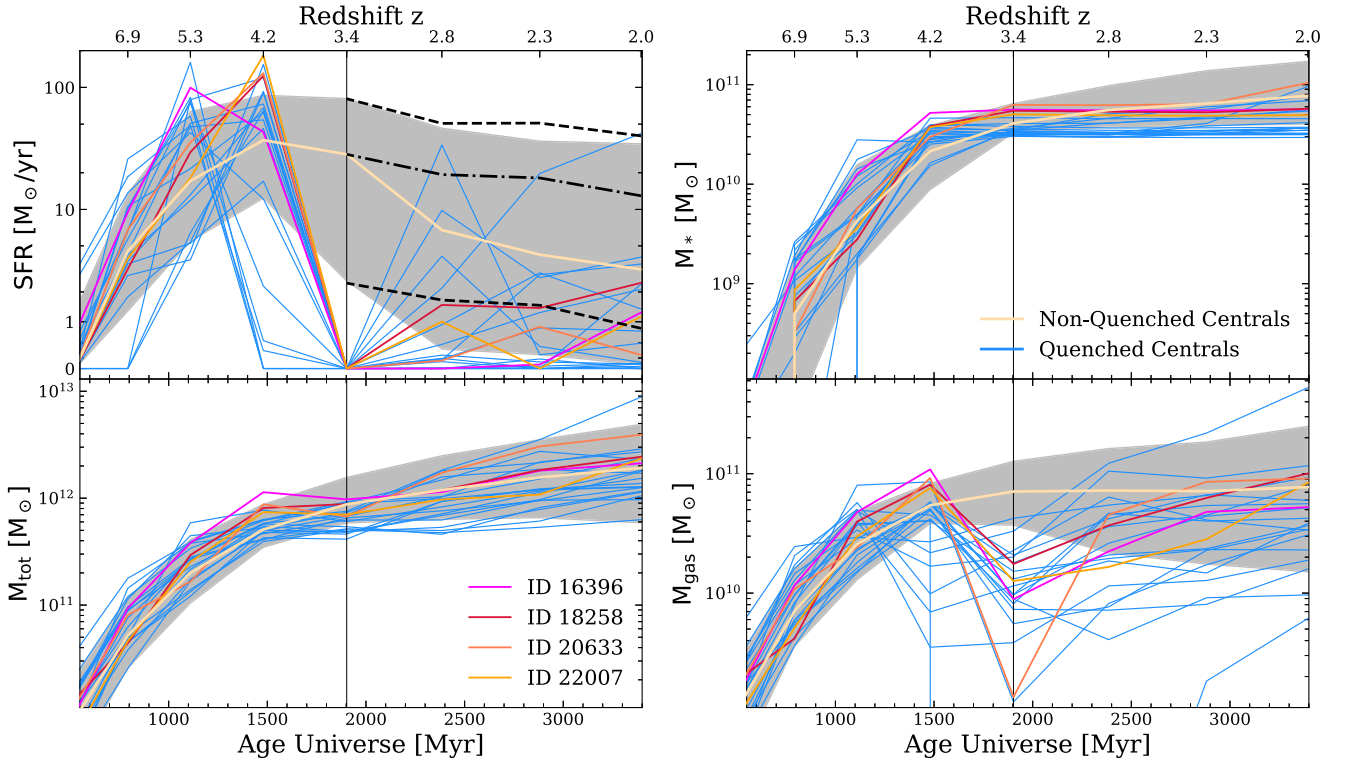 Redshift z
6.9 5.3 4.2 3.4 2.8 2.3 2.0
SFR [M⊙/yr]
100
10
1
0
Redshift z
6.9 5.3 4.2 3.4 2.8 2.3 2.0
M* [M⊙]
10¹¹
10¹⁰
10⁹
Non-Quenched Centrals
Quenched Centrals
Mtot [M⊙]
10¹³
10¹²
10¹¹
ID 16396
ID 18258
ID 20633
ID 22007
1000 1500 2000 2500 3000
Age Universe [Myr]
Mgas [M⊙]
10¹¹
10¹⁰
1000 1500 2000 2500 3000
Age Universe [Myr]